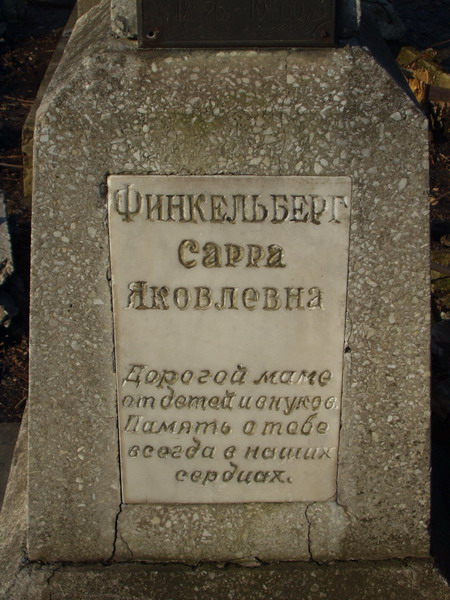 Финкельберг
Сарра
Яковлевна
Дорогой маме
от детей и внуков.
Память о тебе
всегда в наших
сердцах.